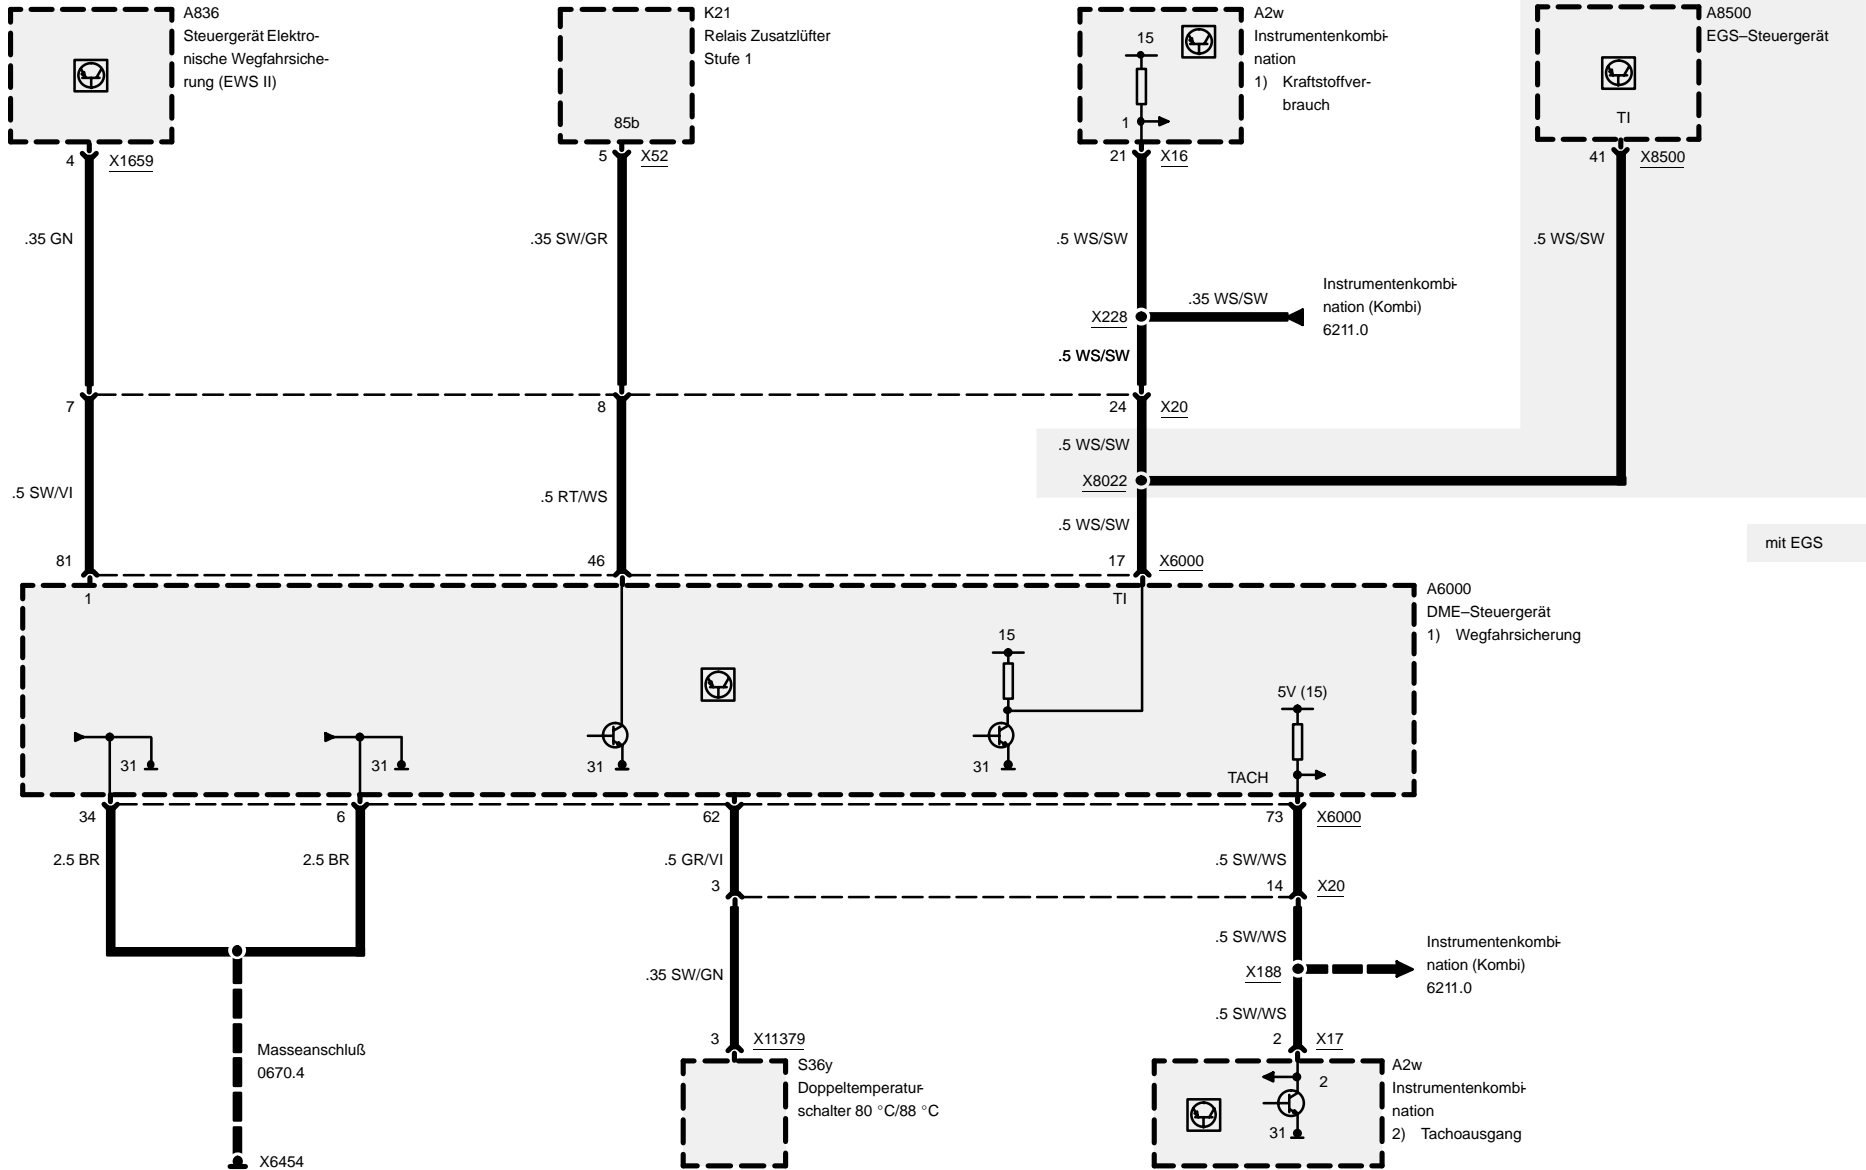 A836
Steuergerät Elektro-
nische Wegfahrsiche-
rung (EWS II)
K21
Relais Zusatzlüfter
Stufe 1
A2w
Instrumentenkombi-
nation
1) Kraftstoffver-
brauch
A8500
EGS–Steuergerät
15
85b
1
TI
4 X1659
5 X52
21 X16
41 X8500
.35 GN
.35 SW/GR
.5 WS/SW
.5 WS/SW
Instrumentenkombi-
nation (Kombi)
6211.0
.35 WS/SW
X228
.5 WS/SW
7
8
24 X20
.5 WS/SW
X8022
.5 SW/VI
.5 RT/WS
.5 WS/SW
mit EGS
81
46
17 X6000
1
TI
A6000
DME–Steuergerät
1) Wegfahrsicherung
15
5V (15)
31
31
31
31
TACH
34
6
62
73 X6000
2.5 BR
2.5 BR
.5 GR/VI
.5 SW/WS
3
14 X20
.5 SW/WS
Instrumentenkombi-
nation (Kombi)
6211.0
.35 SW/GN
X188
.5 SW/WS
Masseanschluß
0670.4
3 X11379
2 X17
S36y
Doppeltemperatur-
schalter 80 °C/88 °C
A2w
Instrumentenkombi-
nation
2) Tachoausgang
2
31
X6454